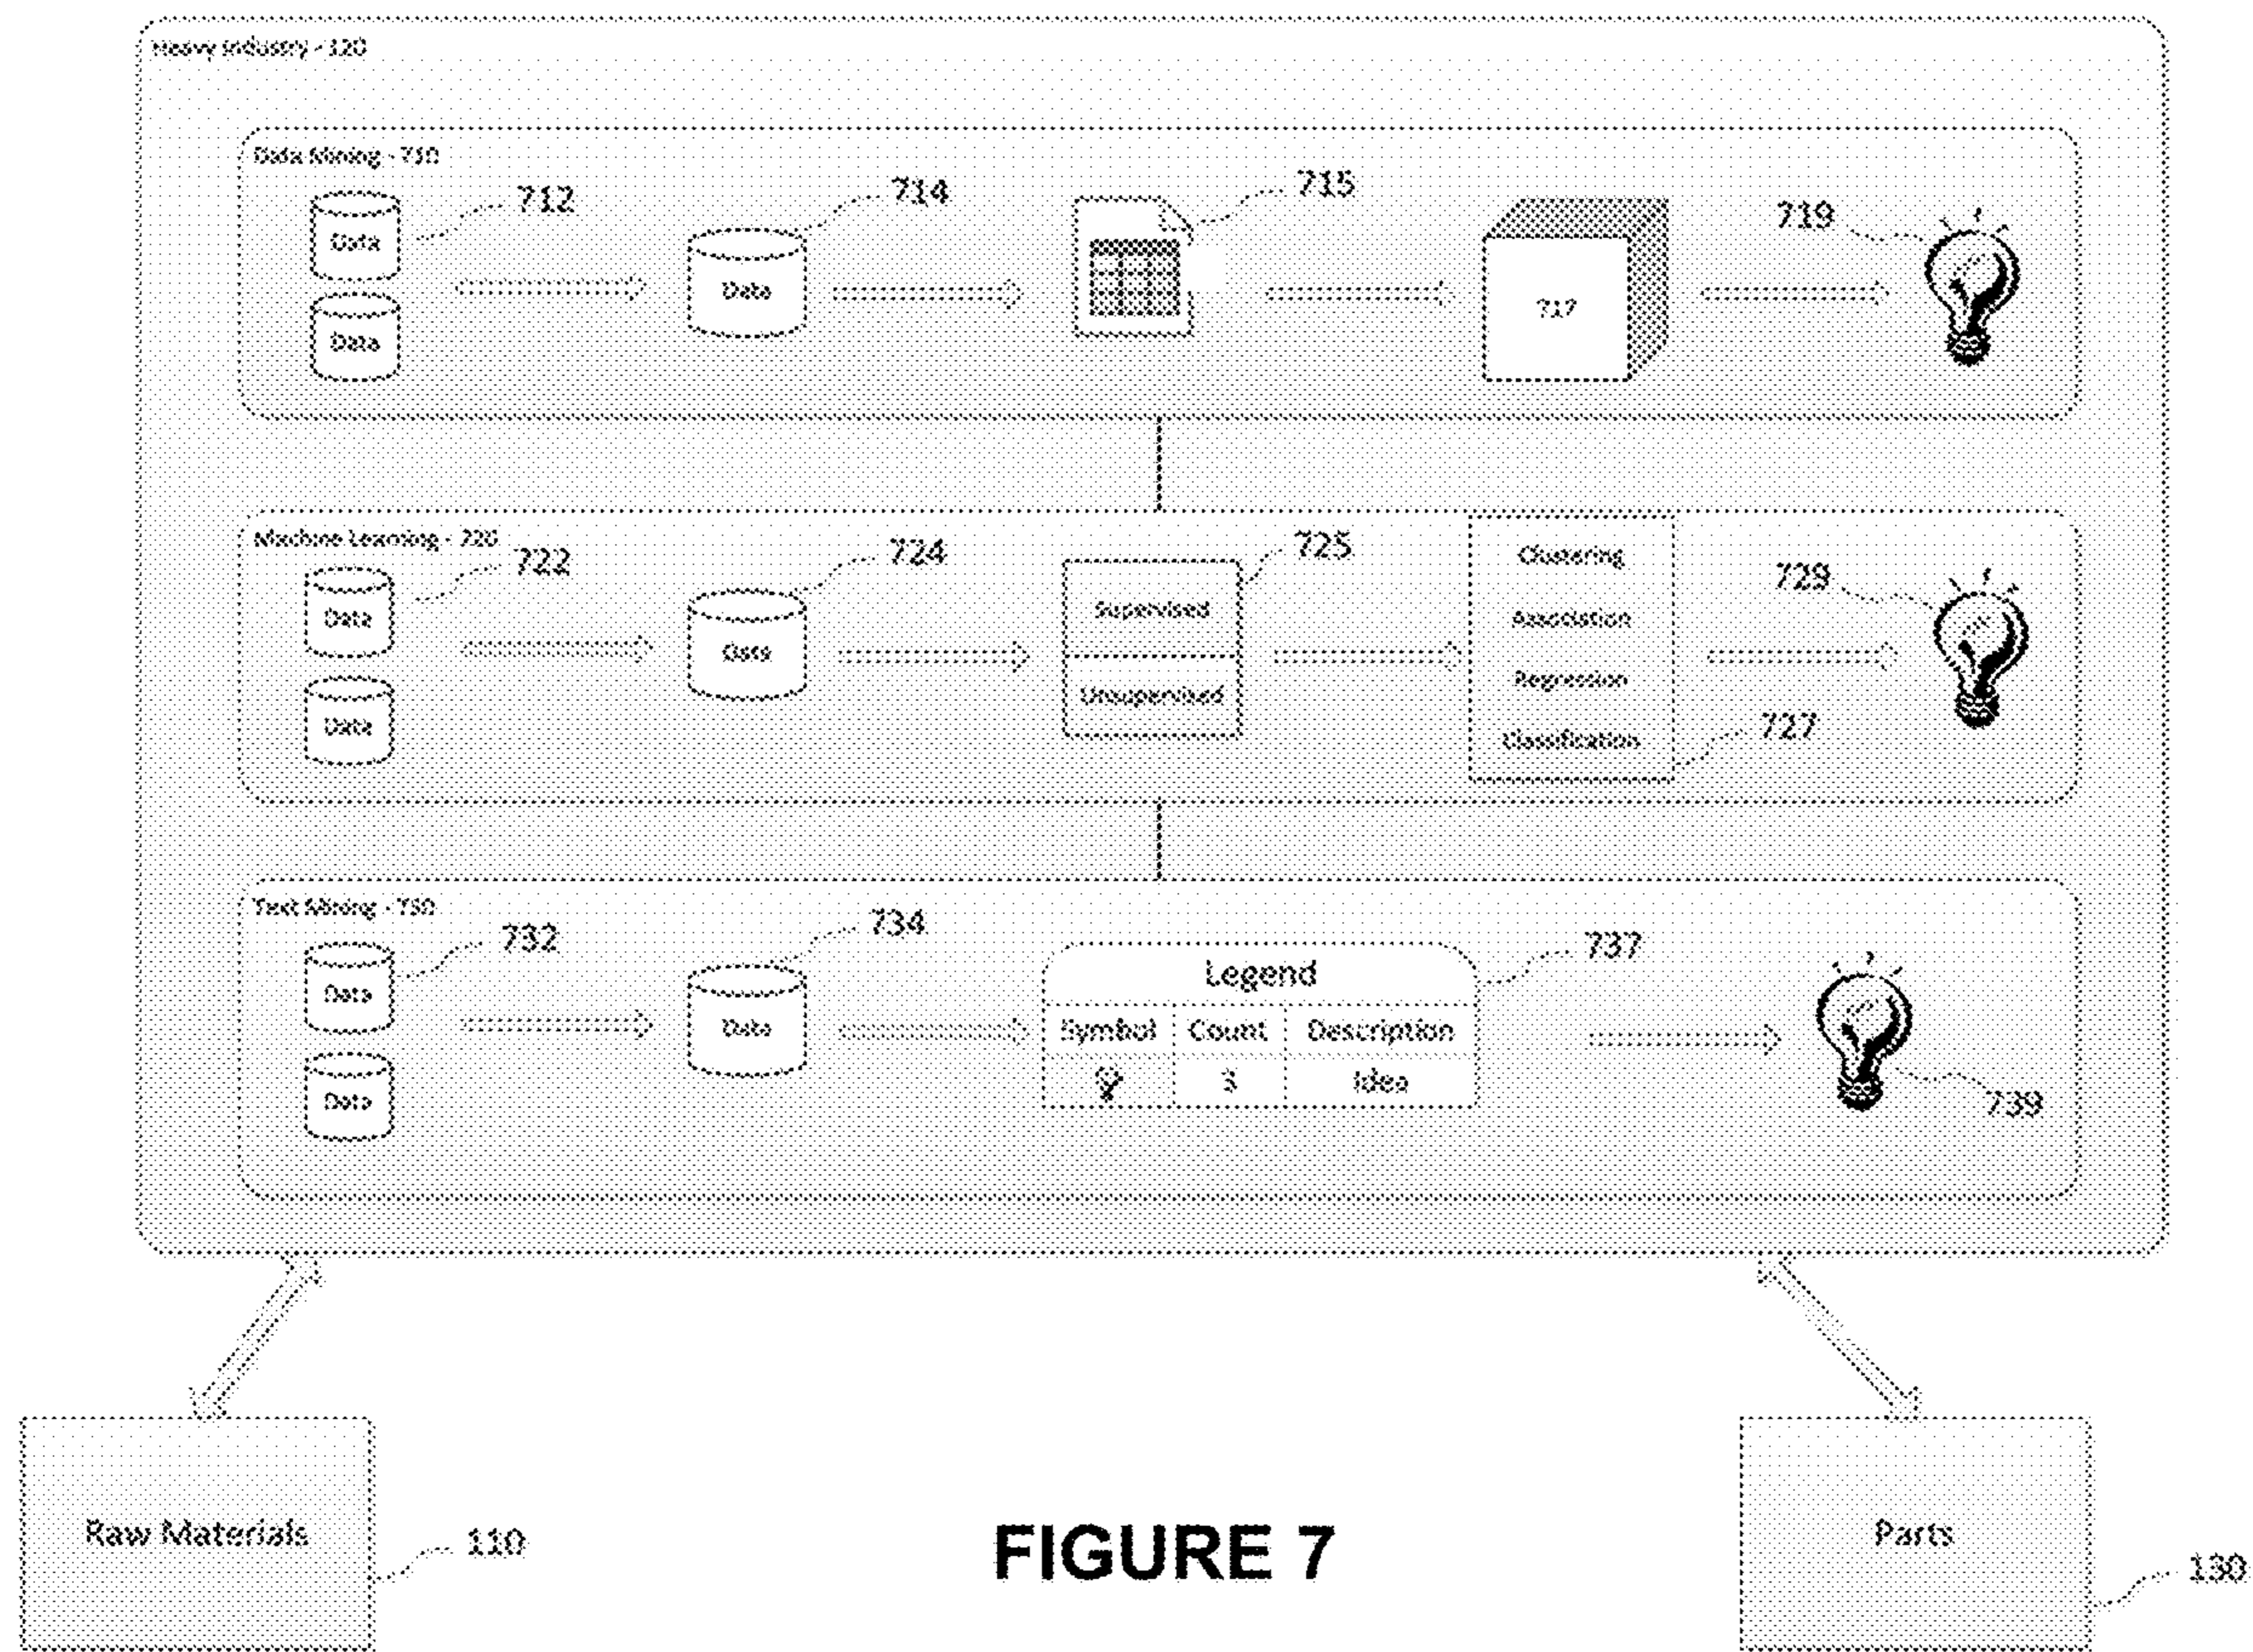 Heavy Industry - 120
Data Mining - 710
712
714
715
719
Data
Data
Data
717
Machine Learning - 720
722
724
725
729
Data
Data
Data
Supervised
Unsupervised
Clustering
Association
Regression
Classification
727
Text Mining - 730
732
734
737
Data
Data
Data
Legend
Symbol Count Description
3 Idea
739
Raw Materials
110
Parts
130
FIGURE 7